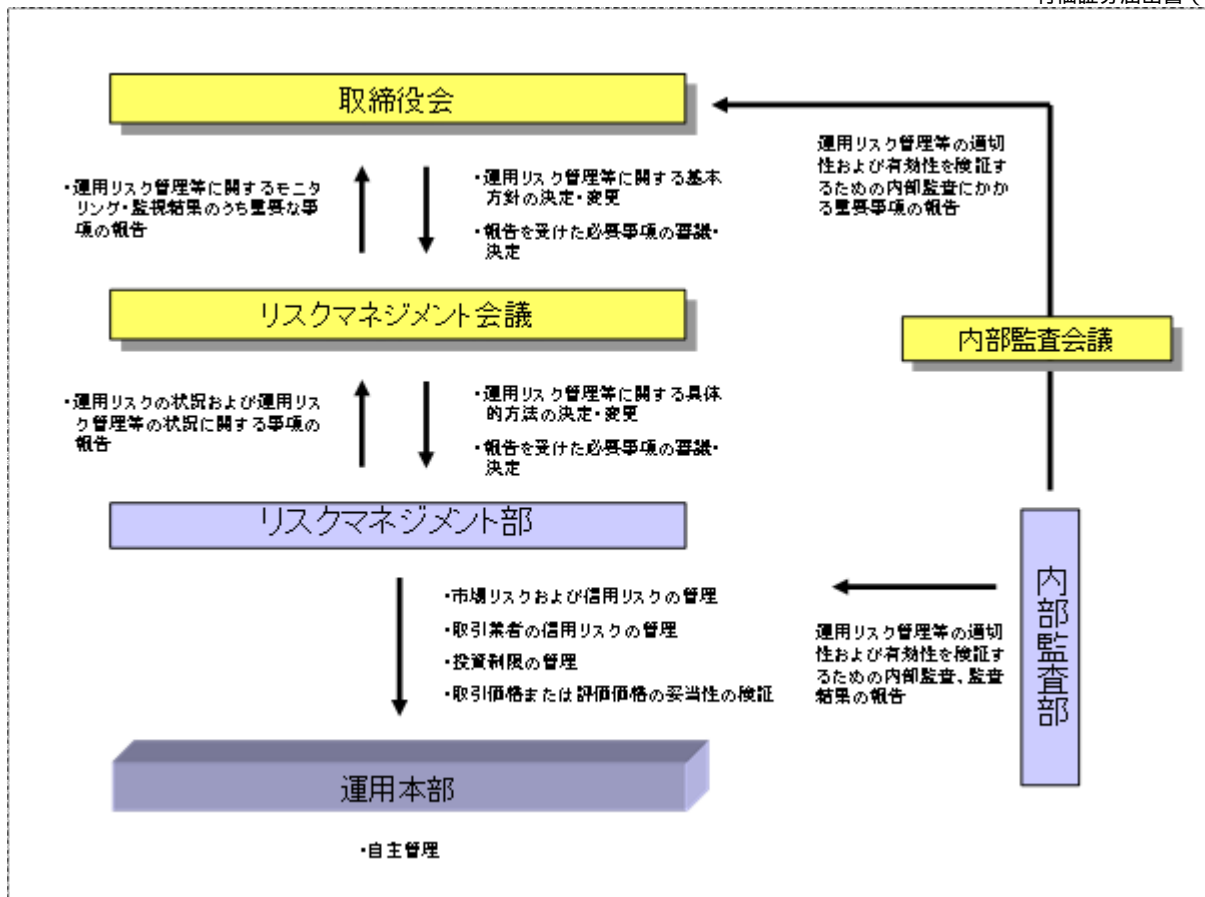 取締役会
・運用リスク管理等に関するモニ
タリング・監視結果のうち重要な事
項の報告
・運用リスク管理等に関する基本
方針の決定・変更
・報告を受けた必要事項の審議・
決定
運用リスク管理等の適切
性および有効性を検証す
るための内部監査にかか
る重要事項の報告
リスクマネジメント会議
内部監査会議
・運用リスクの状況および運用リス
ク管理等の状況に関する事項の
報告
・運用リスク管理等に関する具体
的方法の決定・変更
・報告を受けた必要事項の審議・
決定
リスクマネジメント部
内部監査部
・市場リスクおよび信用リスクの管理
・取引業者の信用リスクの管理
・投資制限の管理
・取引価格または評価価格の妥当性の検証
運用リスク管理等の適切
性および有効性を検証す
るための内部監査、監査
結果の報告
運用本部
・自主管理